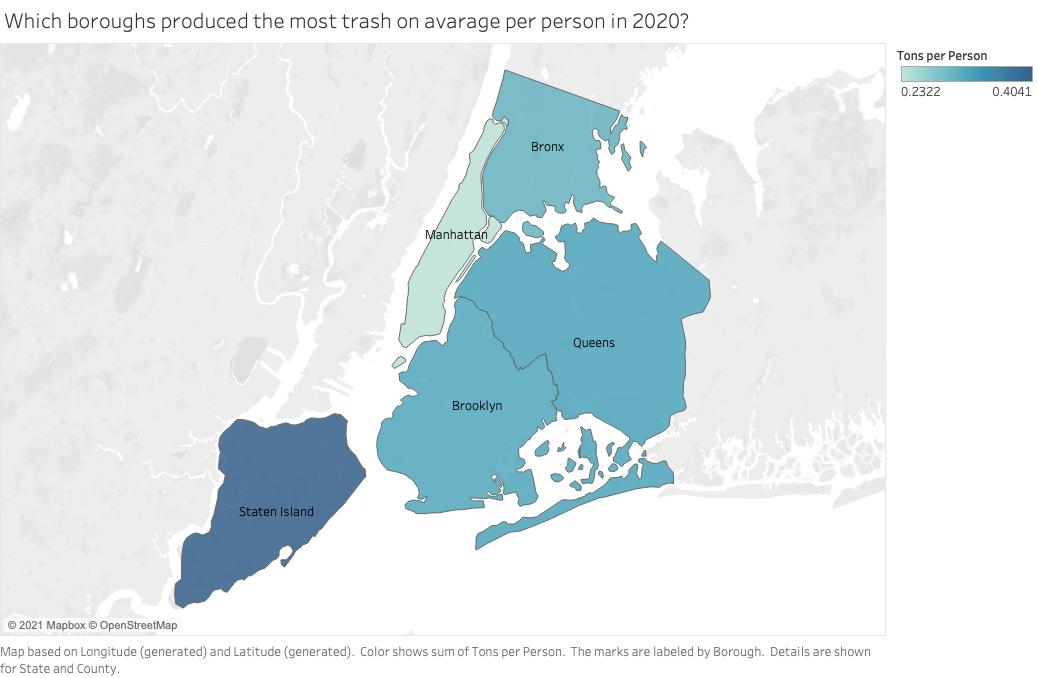 Which boroughs produced the most trash on avarage per person in 2020?
Tons per Person
0.2322 0.4041
Bronx
Manhattan
Queens
Brooklyn
Staten Island
© 2021 Mapbox © OpenStreetMap
Map based on Longitude (generated) and Latitude (generated).  Color shows sum of Tons per Person.  The marks are labeled by Borough.  Details are shown
for State and County.